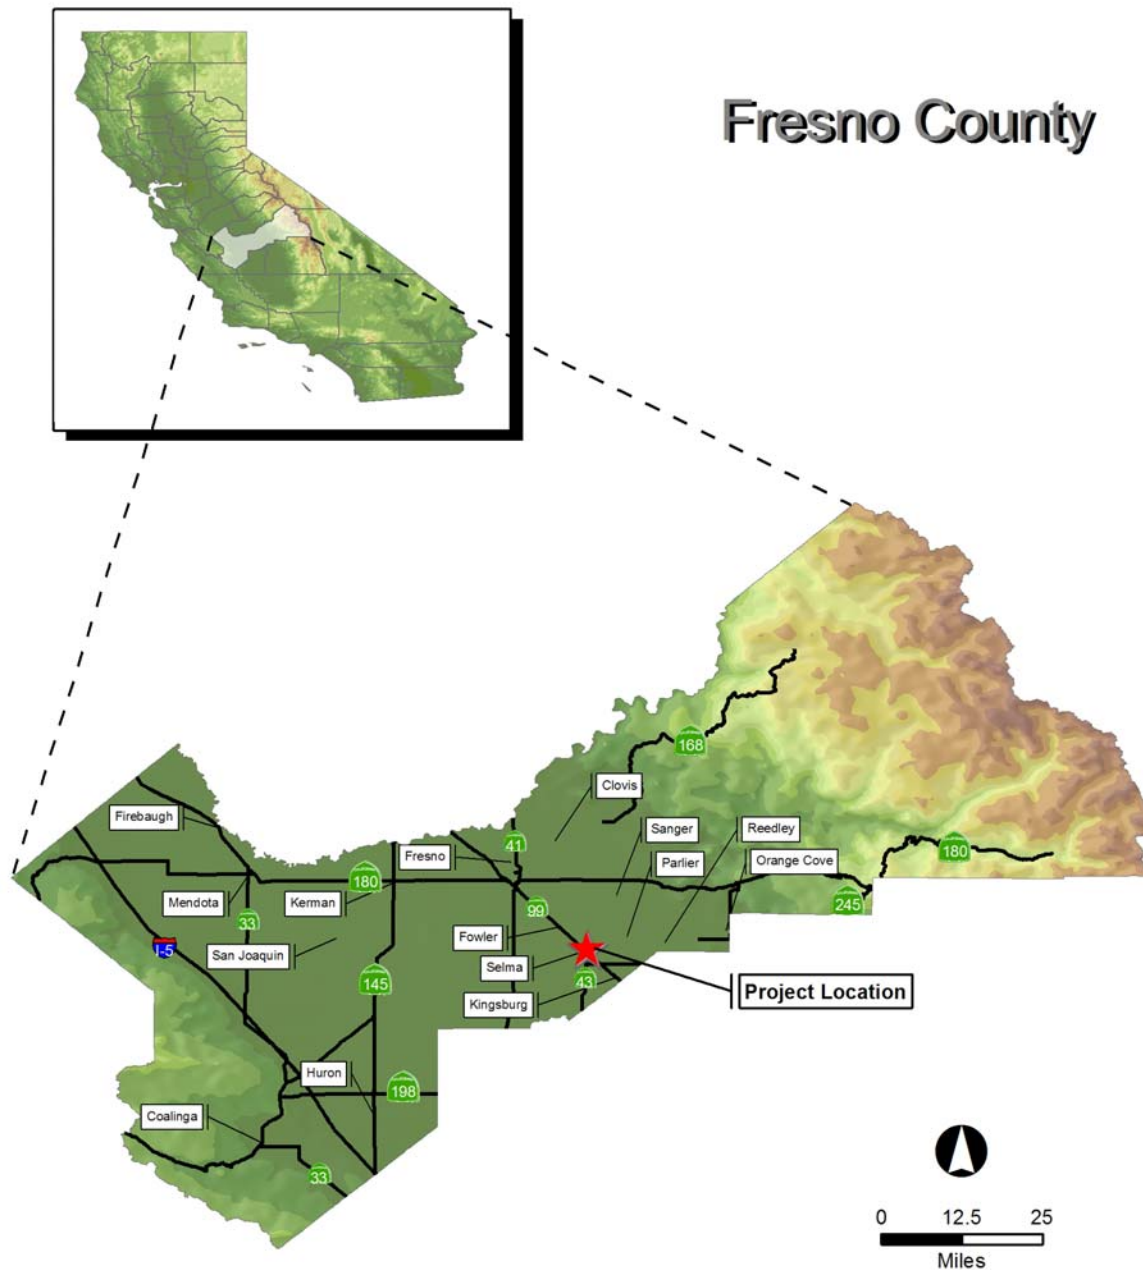 Fresno County
168
Clovis
Firebaugh
Sanger
Reedley
41
Fresno
Parlier
Orange Cove
180
180
Mendota
Kerman
245
33
99
Fowler
I-5
San Joaquin
Selma
145
43
Kingsburg
Project Location
Huron
198
Coalinga
33
0 12.5 25
Miles